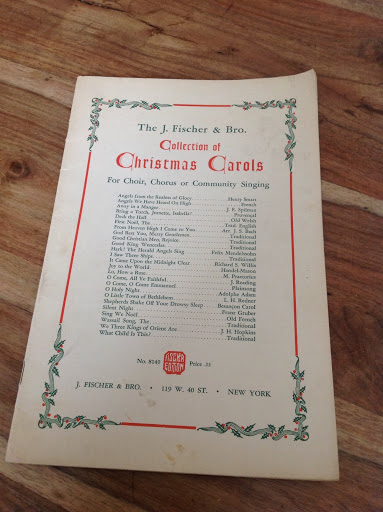 The J. Fischer & Bro.
Collection of
Christmas Carols
For Choir, Chorus or Community Singing
Angels from the Realms of Glory Henry Smart
Angels We Have Heard On High French
Away in a Manger J. E. Spilman
Bring a Torch, Jeanette, Isabella! Provencal
Deck the Hall Old Welsh
First Noel, The Trad. English
From Heaven High I Come to You Arr. J. S. Bach
God Rest You, Merry Gentlemen Traditional
Good Christian Men, Rejoice Traditional
Good King Wenceslas Traditional
Hark! The Herald Angels Sing Felix Mendelssohn
I Saw Three Ships Traditional
It Came Upon the Midnight Clear Richard S. Willis
Joy to the World Handel-Mason
Lo, How a Rose M. Praetorius
O Come, All Ye Faithful J. Reading
O Come, O Come Emmanuel Plainsong
O Holy Night Adolphe Adam
O Little Town of Bethlehem L. H. Redner
Shepherds Shake Off Your Drowsy Sleep Besançon Carol
Silent Night Franz Gruber
Sing We Noel Old French
Wassail Song, The Traditional
We Three Kings of Orient Are J. H. Hopkins
What Child Is This? Traditional
No. 8240 FISCHER EDITION Price
J. FISCHER & BRO. • 119 W. 40 ST. • NEW YORK